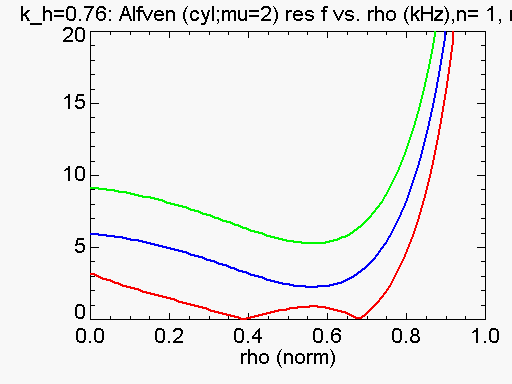 k_h=0.76: Alfven (cyl;mu=2) res f vs. rho (kHz),n= 1,
20
15
10
5
0
0.0 0.2 0.4 0.6 0.8 1.0
rho (norm)